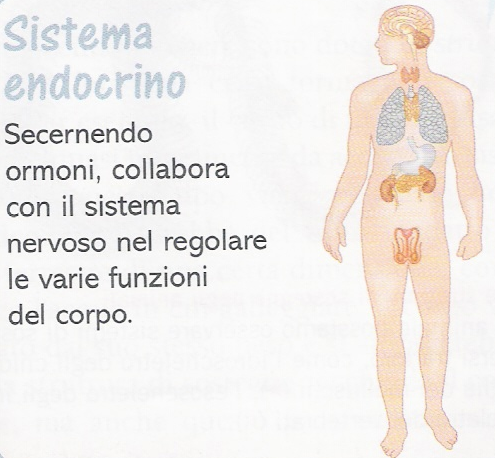 Sistema
endocrino
Secernendo
ormoni, collabora
con il sistema
nervoso nel regolare
le varie funzioni
del corpo.